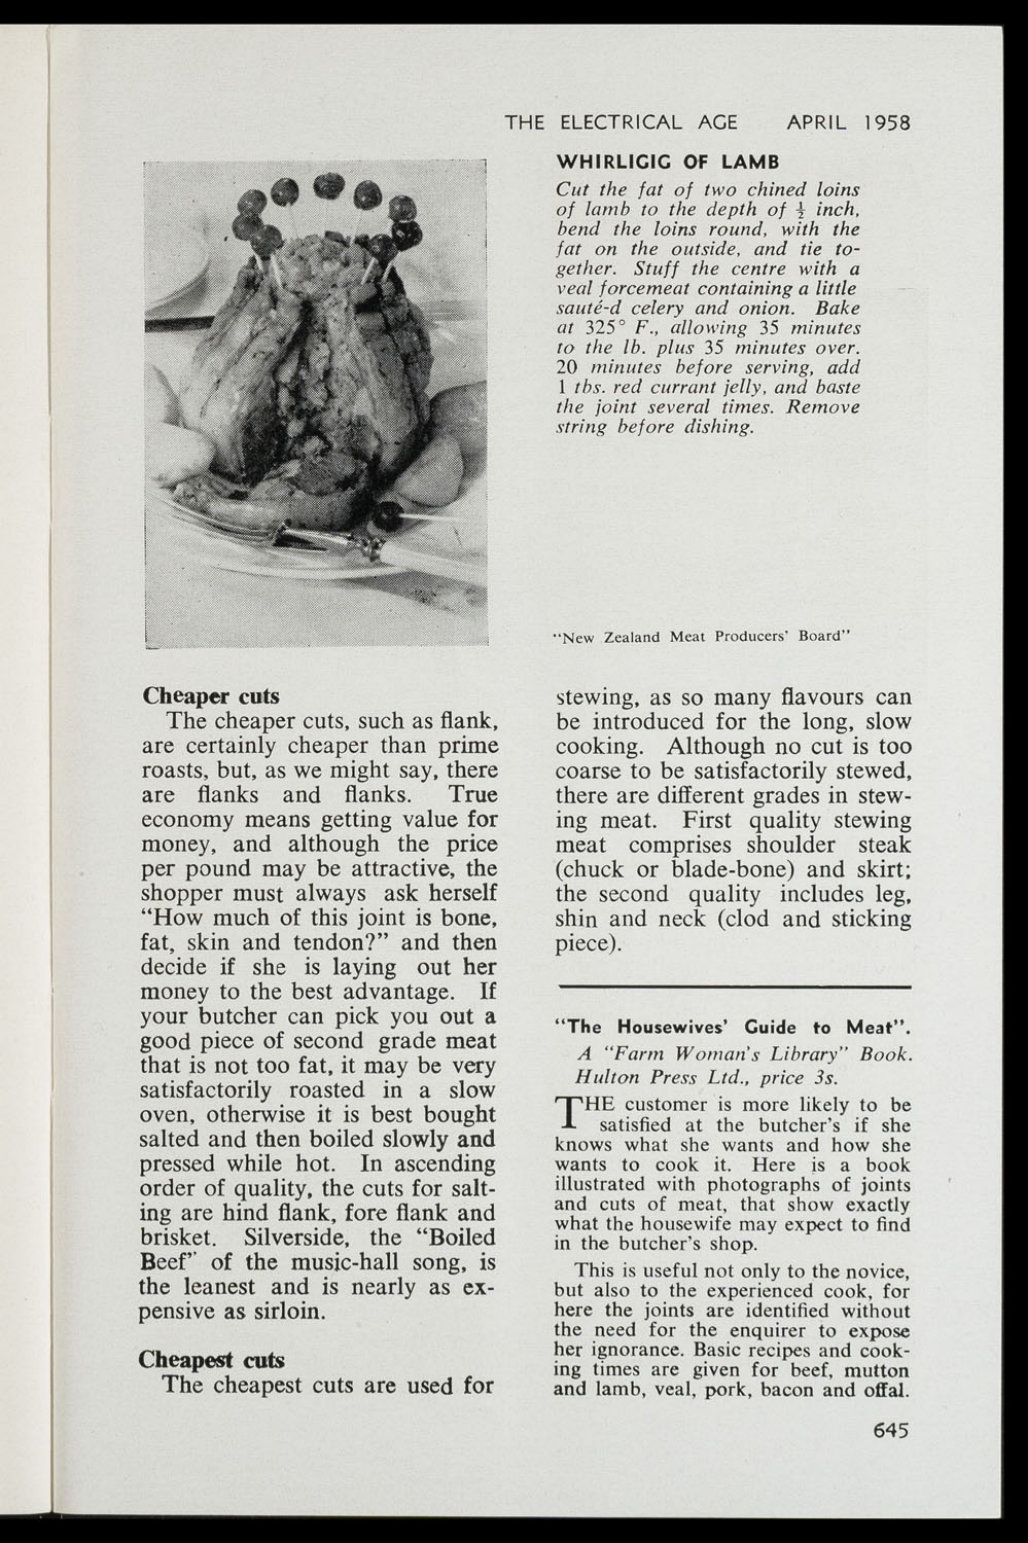 THE ELECTRICAL AGE APRIL 1958
WHIRLIGIG OF LAMB
Cut the fat of two chined loins
of lamb to the depth of ½ inch,
bend the loins round, with the
fat on the outside, and tie to-
gether. Stuff the centre with a
veal forcemeat containing a little
sauté-d celery and onion. Bake
at 325° F., allowing 35 minutes
to the lb. plus 35 minutes over.
20 minutes before serving, add
1 tbs. red currant jelly, and baste
the joint several times. Remove
string before dishing.
"New Zealand Meat Producers' Board"
Cheaper cuts
The cheaper cuts, such as flank,
are certainly cheaper than prime
roasts, but, as we might say, there
are flanks and flanks. True
economy means getting value for
money, and although the price
per pound may be attractive, the
shopper must always ask herself
"How much of this joint is bone,
fat, skin and tendon?" and then
decide if she is laying out her
money to the best advantage. If
your butcher can pick you out a
good piece of second grade meat
that is not too fat, it may be very
satisfactorily roasted in a slow
oven, otherwise it is best bought
salted and then boiled slowly and
pressed while hot. In ascending
order of quality, the cuts for salt-
ing are hind flank, fore flank and
brisket. Silverside, the "Boiled
Beef" of the music-hall song, is
the leanest and is nearly as ex-
pensive as sirloin.
Cheapest cuts
The cheapest cuts are used for
stewing, as so many flavours can
be introduced for the long, slow
cooking. Although no cut is too
coarse to be satisfactorily stewed,
there are different grades in stew-
ing meat. First quality stewing
meat comprises shoulder steak
(chuck or blade-bone) and skirt;
the second quality includes leg,
shin and neck (clod and sticking
piece).
"The Housewives' Guide to Meat".
A "Farm Woman's Library" Book.
Hulton Press Ltd., price 3s.
THE customer is more likely to be
satisfied at the butcher's if she
knows what she wants and how she
wants to cook it. Here is a book
illustrated with photographs of joints
and cuts of meat, that show exactly
what the housewife may expect to find
in the butcher's shop.
This is useful not only to the novice,
but also to the experienced cook, for
here the joints are identified without
the need for the enquirer to expose
her ignorance. Basic recipes and cook-
ing times are given for beef, mutton
and lamb, veal, pork, bacon and offal.
645